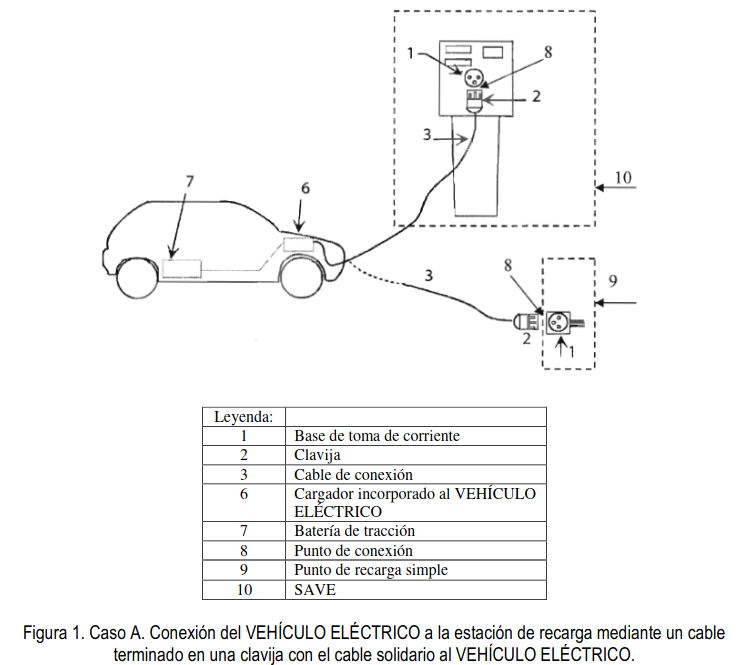 1
8
2
3
10
7
6
3
8
9
2
1
Leyenda:
1 Base de toma de corriente
2 Clavija
3 Cable de conexión
6 Cargador incorporado al VEHÍCULO
ELÉCTRICO
7 Batería de tracción
8 Punto de conexión
9 Punto de recarga simple
10 SAVE
Figura 1. Caso A. Conexión del VEHÍCULO ELÉCTRICO a la estación de recarga mediante un cable
terminado en una clavija con el cable solidario al VEHÍCULO ELÉCTRICO.